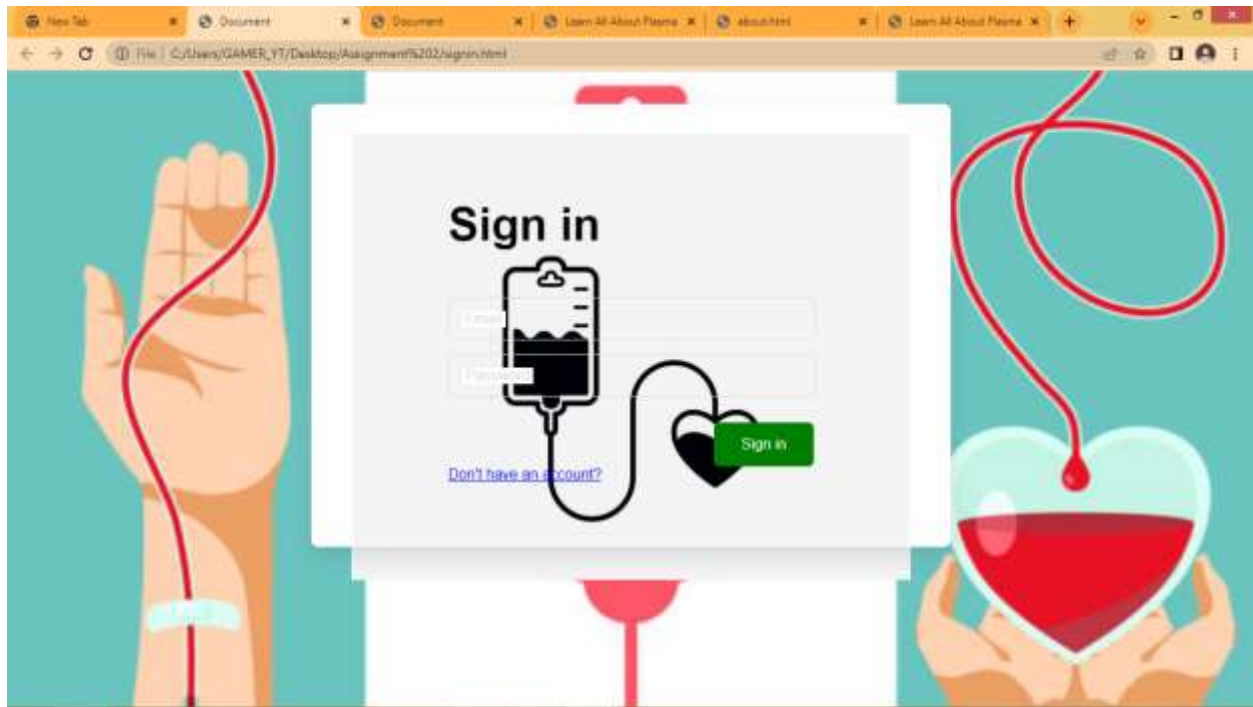 New Tab
Document
Document
Learn All About Plasma
about.html
Learn All About Plasma
File | C:/Users/GAMER_YT/Desktop/Assignment%202/signin.html
Sign in
Email
Password
Sign in
Don't have an account?